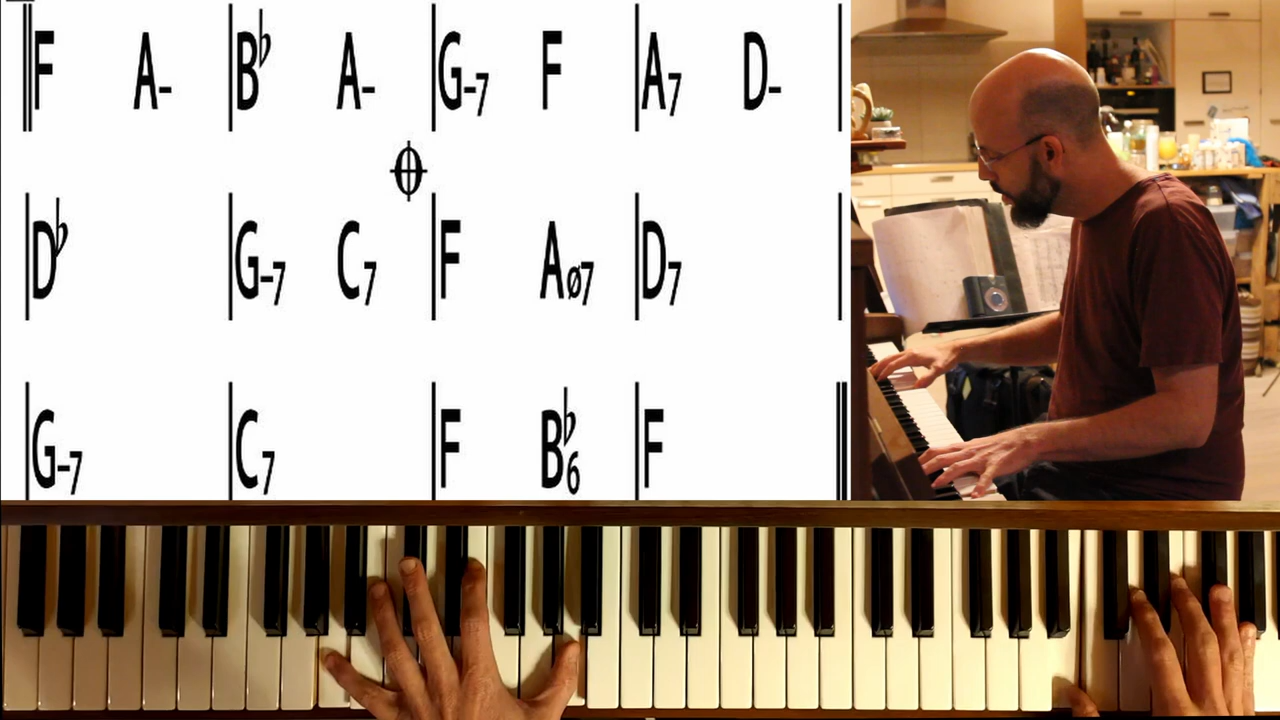 F A- B♭ A- G-7 F A7 D-
D♭ G-7 C7 F Aø7 D7
G-7 C7 F B♭6 F